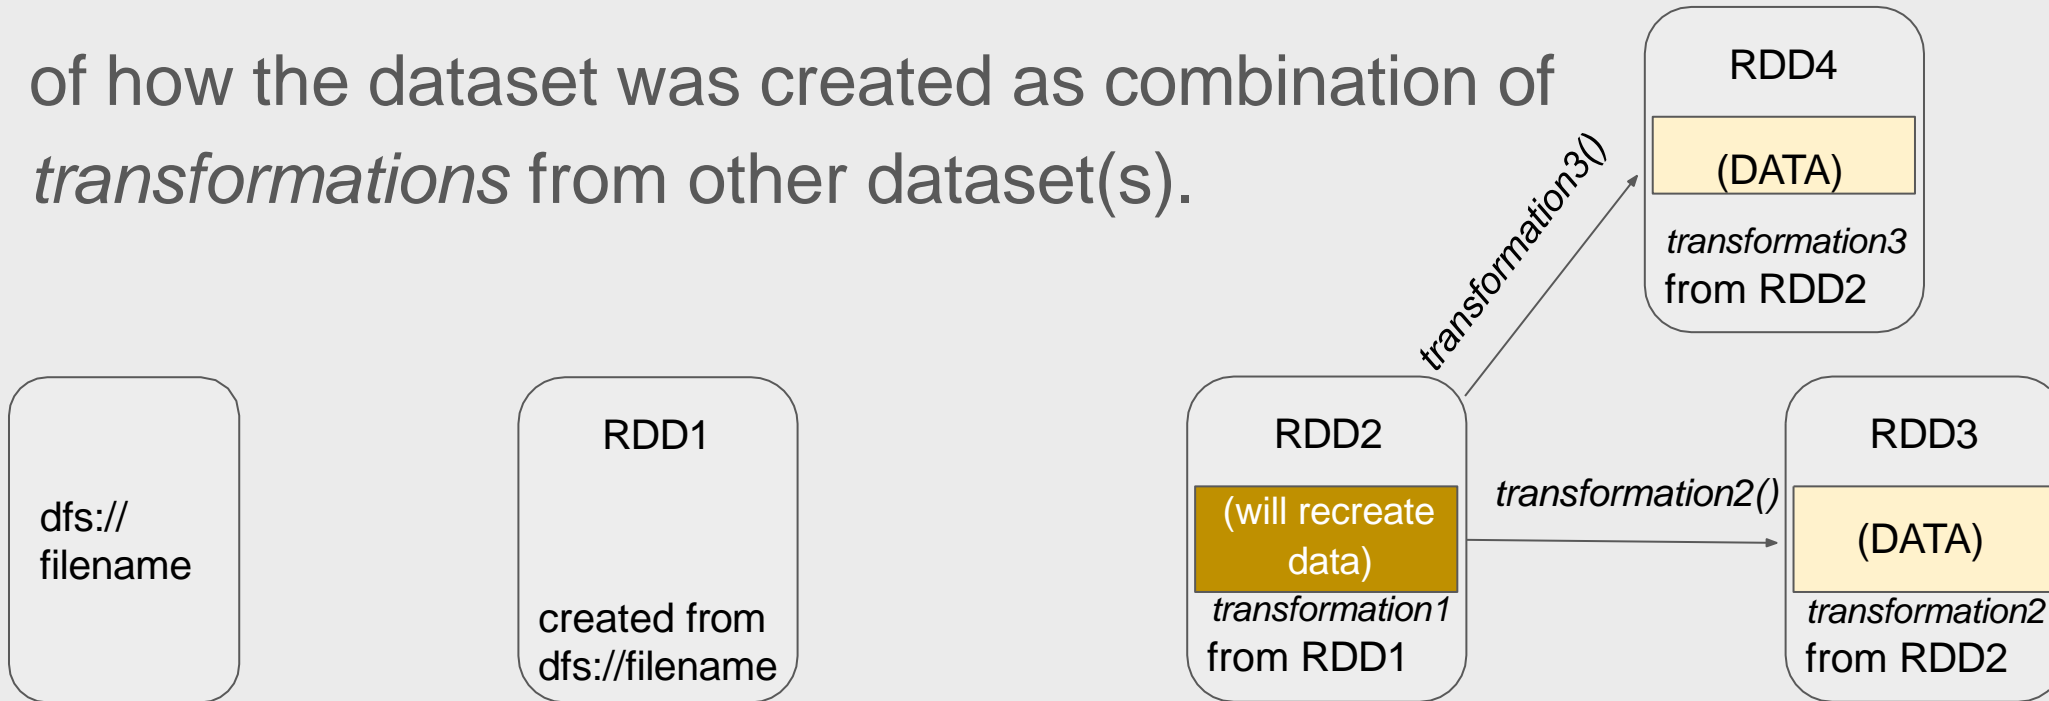 of how the dataset was created as combination of
transformations from other dataset(s).
RDD4
(DATA)
transformation3
from RDD2
transformation3()
dfs://
filename
RDD1
created from
dfs://filename
RDD2
(will recreate
data)
transformation1
from RDD1
transformation2()
RDD3
(DATA)
transformation2
from RDD2